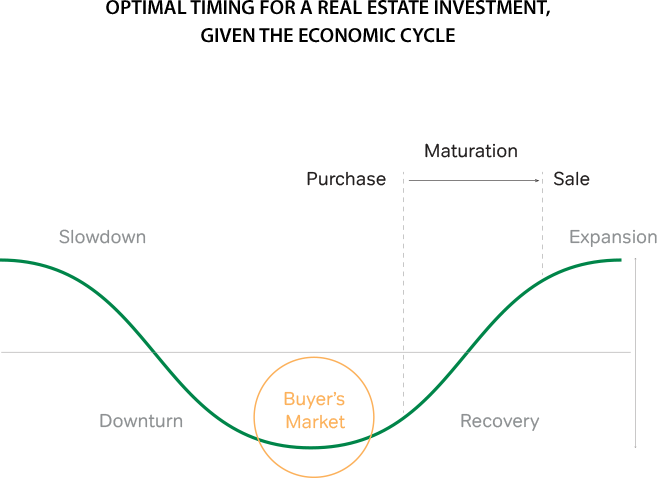 OPTIMAL TIMING FOR A REAL ESTATE INVESTMENT,
GIVEN THE ECONOMIC CYCLE
Maturation
Purchase
Sale
Slowdown
Expansion
Buyer's
Market
Downturn
Recovery